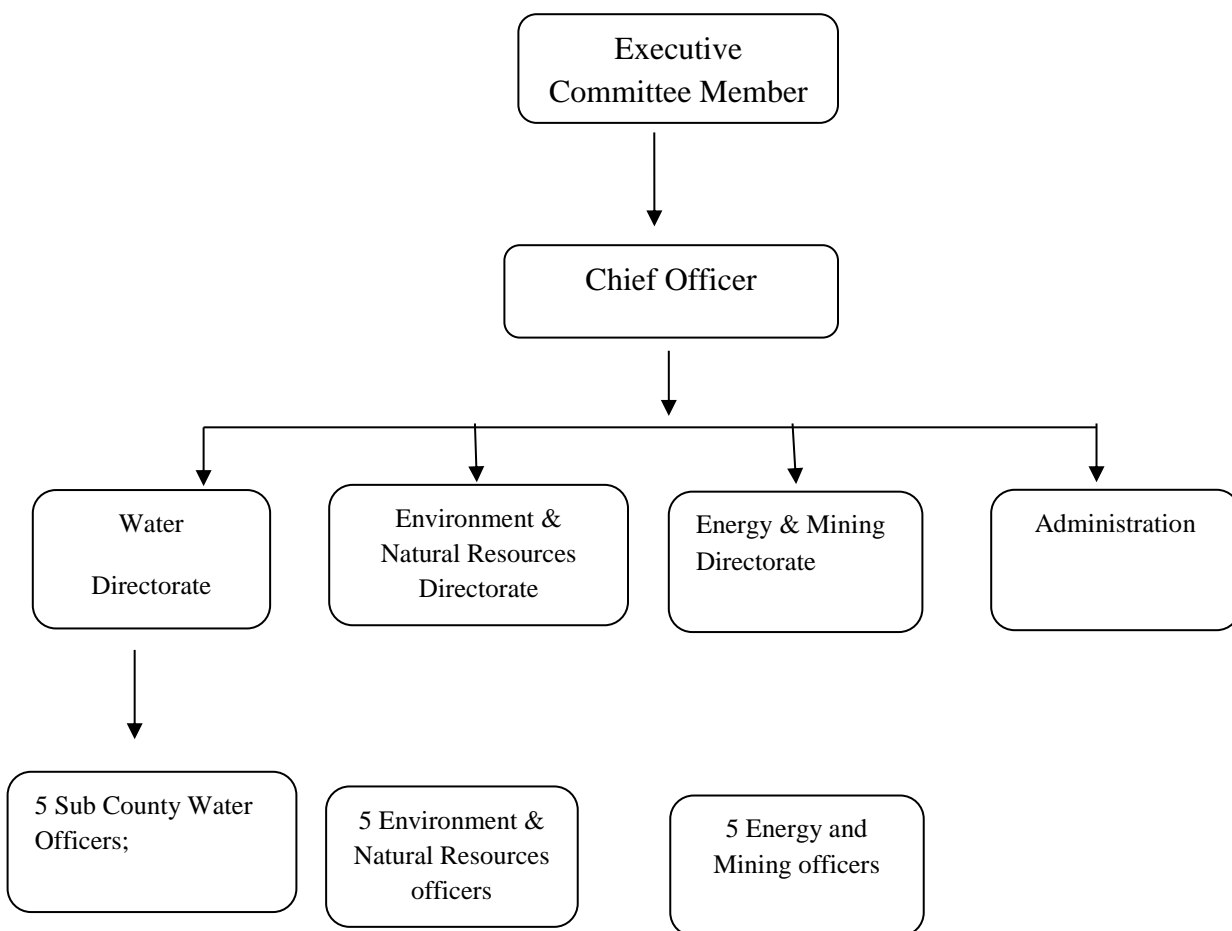 Executive
Committee Member
Chief Officer
Water
Directorate
Environment &
Natural Resources
Directorate
Energy & Mining
Directorate
Administration
5 Sub County Water
Officers;
5 Environment &
Natural Resources
officers
5 Energy and
Mining officers